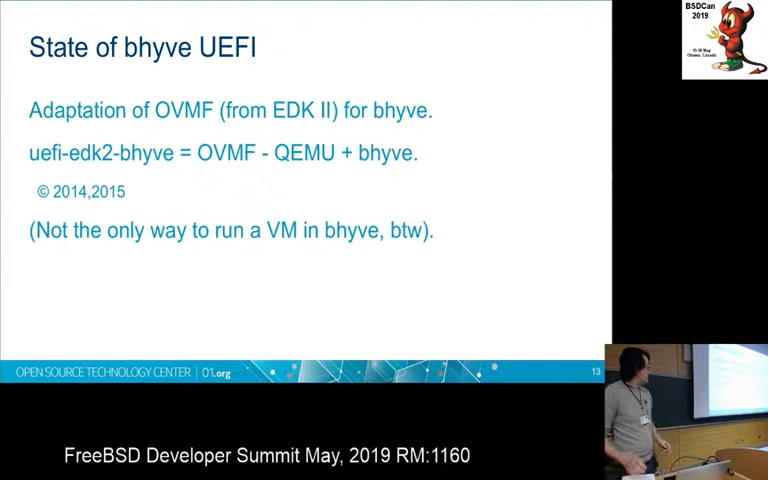 State of bhyve UEFI
BSDCan
2019
15-18 May
Ottawa, Canada
Adaptation of OVMF (from EDK II) for bhyve.
uefi-edk2-bhyve = OVMF - QEMU + bhyve.
© 2014,2015
(Not the only way to run a VM in bhyve, btw).
OPEN SOURCE TECHNOLOGY CENTER | 01.org
13
FreeBSD Developer Summit May, 2019 RM:1160